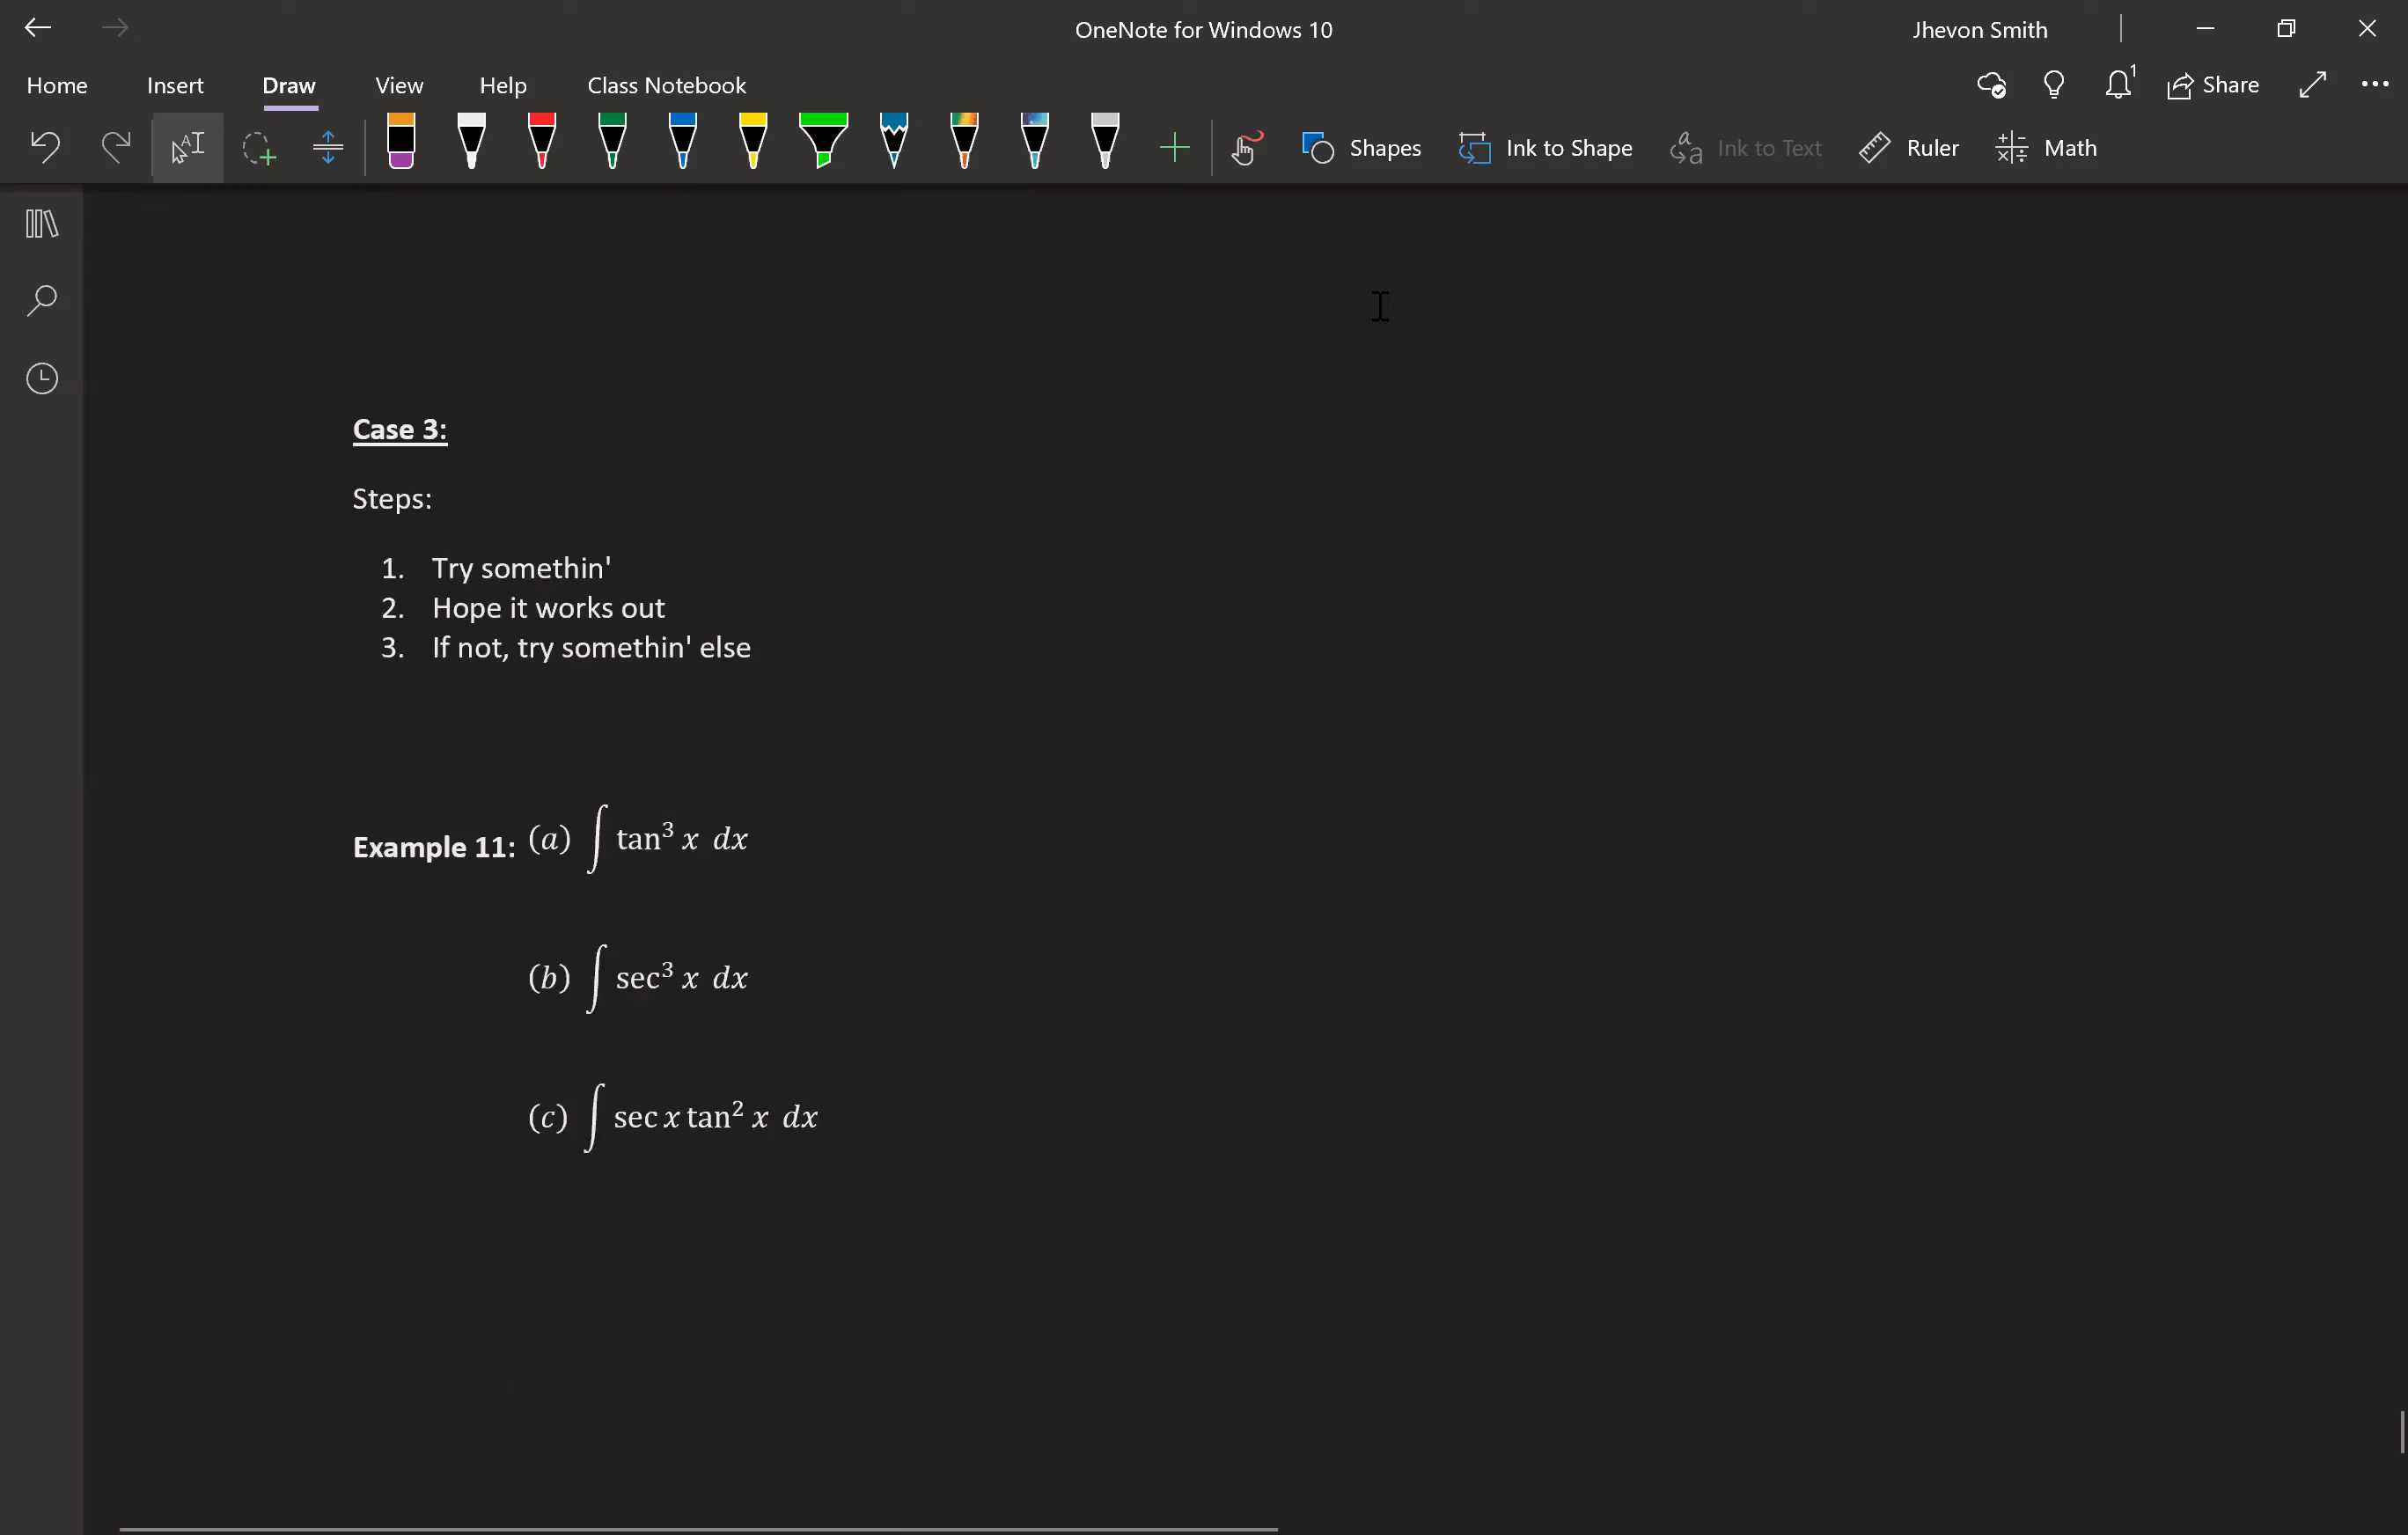 OneNote for Windows 10
Jhevon Smith
Home Insert Draw View Help Class Notebook
1
Share
Shapes Ink to Shape Ink to Text Ruler Math
Case 3:
Steps:
1. Try somethin'
2. Hope it works out
3. If not, try somethin' else
Example 11: (a) ∫ tan³ x dx
(b) ∫ sec³ x dx
(c) ∫ sec x tan² x dx